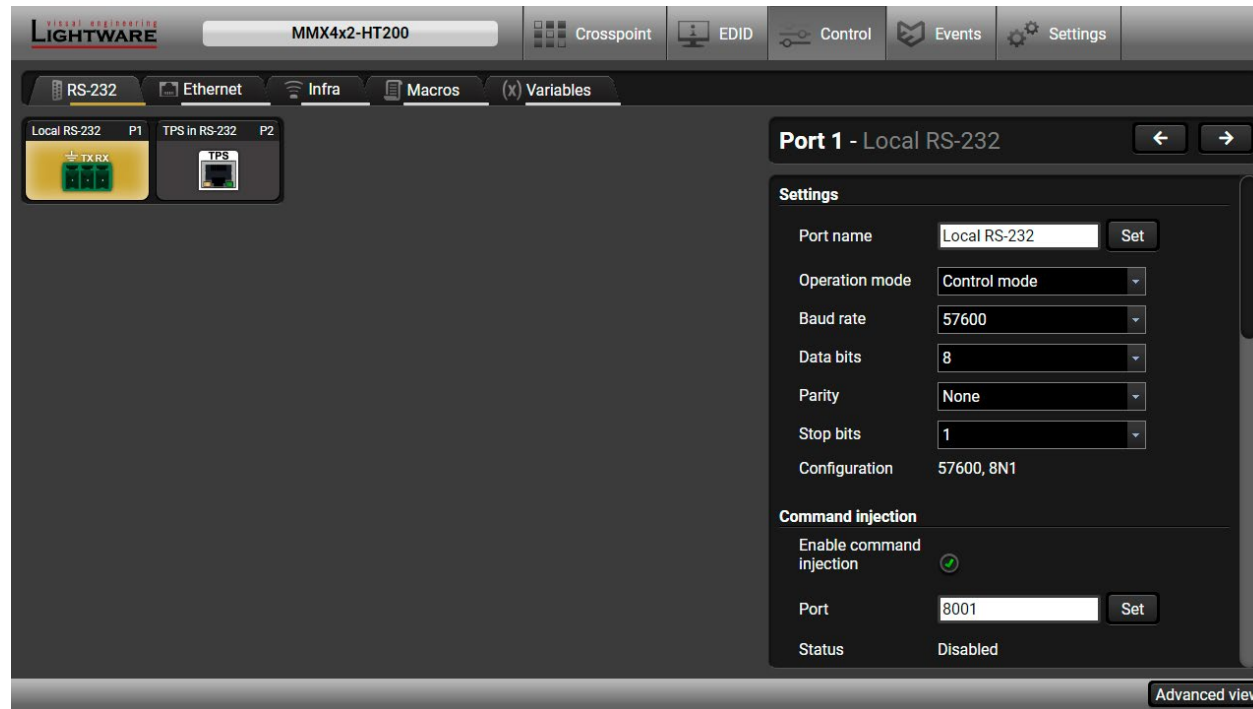 visual engineering
LIGHTWARE
MMX4x2-HT200
Crosspoint
EDID
Control
Events
Settings
RS-232
Ethernet
Infra
Macros
(x) Variables
Local RS-232 P1
TX RX
TPS in RS-232 P2
TPS
Port 1 - Local RS-232
Settings
Port name Local RS-232 Set
Operation mode Control mode
Baud rate 57600
Data bits 8
Parity None
Stop bits 1
Configuration 57600, 8N1
Command injection
Enable command
injection
Port 8001 Set
Status Disabled
Advanced view